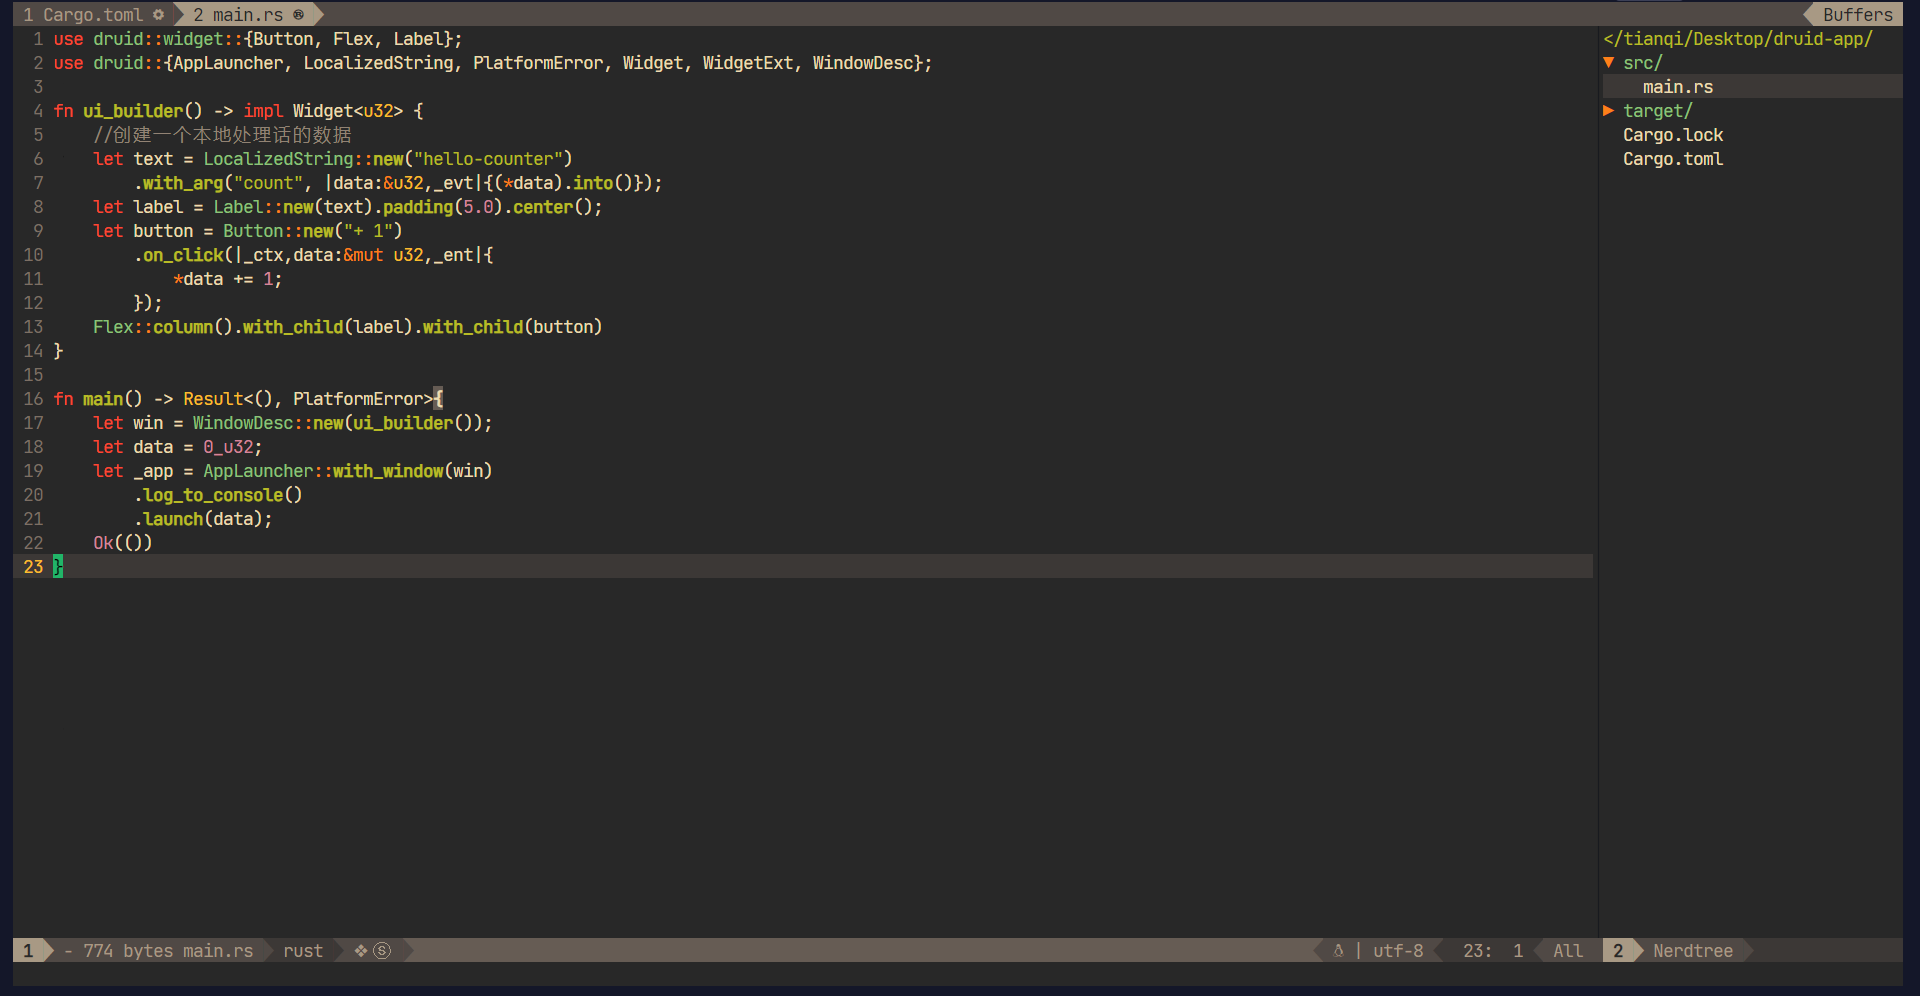 1 Cargo.toml
2 main.rs
Buffers
1 use druid::widget::{Button, Flex, Label};
2 use druid::{AppLauncher, LocalizedString, PlatformError, Widget, WidgetExt, WindowDesc};
3
4 fn ui_builder() -> impl Widget<u32> {
5     //创建一个本地处理话的数据
6     let text = LocalizedString::new("hello-counter")
7         .with_arg("count", |data:&u32,_evt|{(*data).into()});
8     let label = Label::new(text).padding(5.0).center();
9     let button = Button::new("+ 1")
10         .on_click(|_ctx,data:&mut u32,_ent|{
11             *data += 1;
12         });
13     Flex::column().with_child(label).with_child(button)
14 }
15
16 fn main() -> Result<(), PlatformError>{
17     let win = WindowDesc::new(ui_builder());
18     let data = 0_u32;
19     let _app = AppLauncher::with_window(win)
20         .log_to_console()
21         .launch(data);
22     Ok(())
23 }
</tianqi/Desktop/druid-app/
▼ src/
main.rs
▶ target/
Cargo.lock
Cargo.toml
1 - 774 bytes main.rs rust ❖ Ⓢ | utf-8 23: 1 All
2 Nerdtree